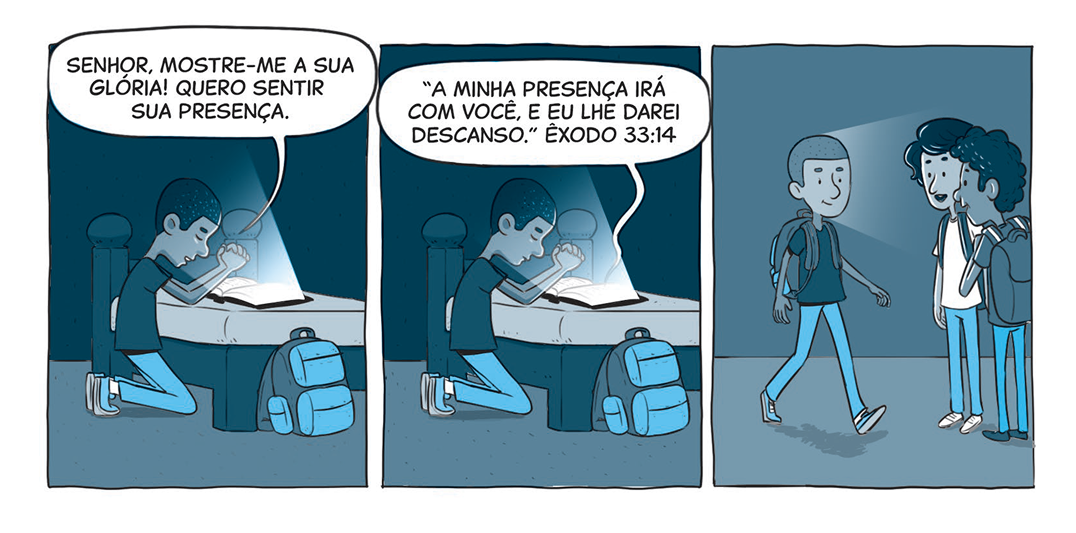 SENHOR, MOSTRE-ME A SUA
GLÓRIA! QUERO SENTIR
SUA PRESENÇA.
“A MINHA PRESENÇA IRÁ
COM VOCÊ, E EU LHE DAREI
DESCANSO.” ÊXODO 33:14